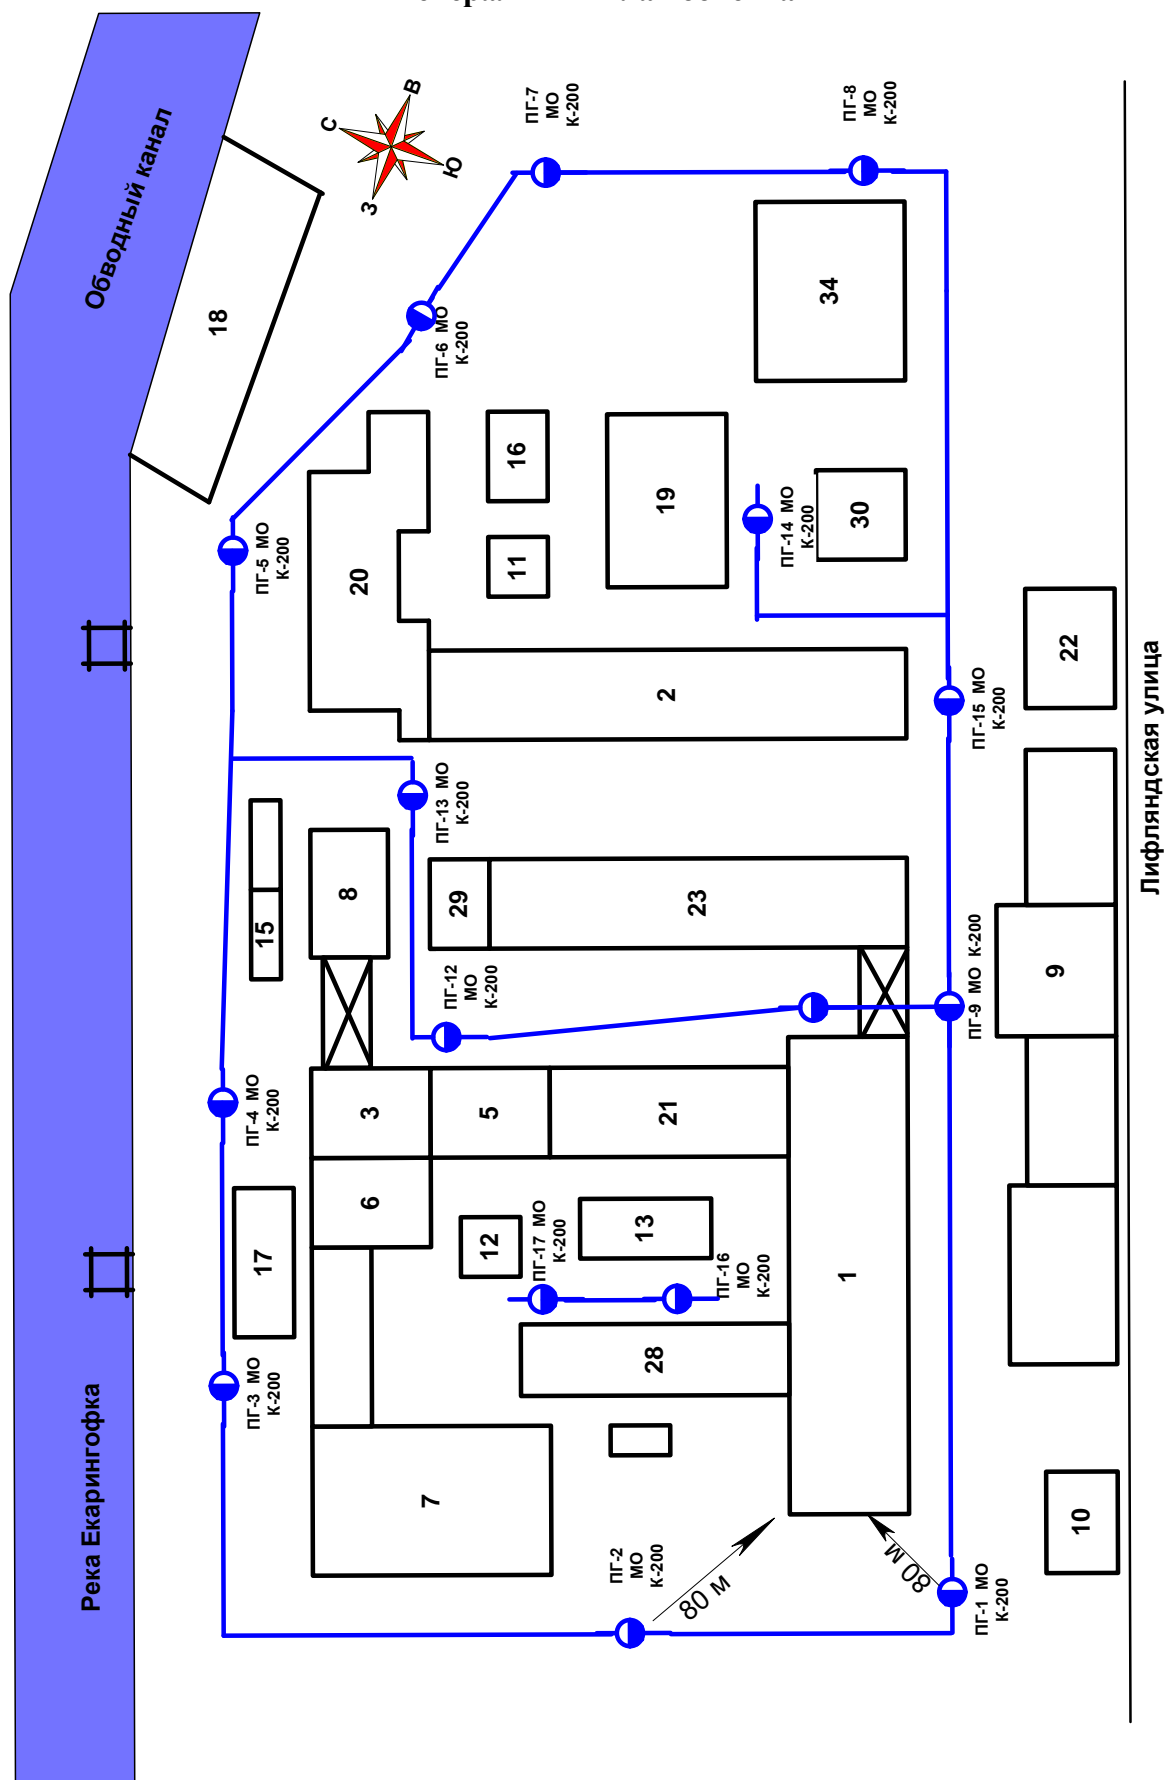 Обводный канал
С
В
З
Ю
ПГ-7
МО
К-200
ПГ-8
МО
К-200
18
34
ПГ-6 МО
К-200
16
19
30
ПГ-14 МО
К-200
ПГ-5 МО
К-200
20
11
2
22
ПГ-15 МО
К-200
Лифляндская улица
ПГ-13 МО
К-200
15
8
29
23
ПГ-12
МО
К-200
ПГ-9 МО К-200
9
ПГ-4 МО
К-200
3
5
21
6
17
12
13
ПГ-17 МО
К-200
ПГ-16
МО
К-200
1
28
ПГ-3 МО
К-200
Река Екарингофка
7
ПГ-2
МО
К-200
80 м
80 м
ПГ-1 МО
К-200
10